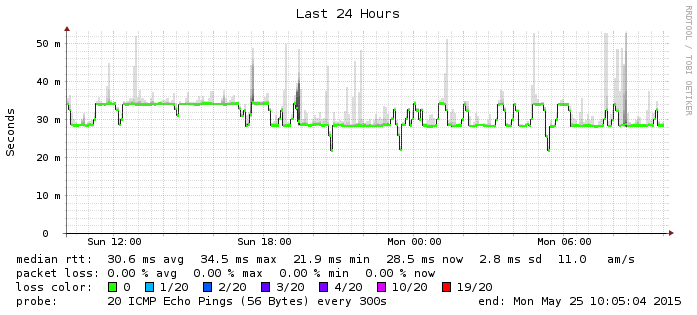 Last 24 Hours
RRDTOOL / TOBI OETIKER
Seconds
50 m
40 m
30 m
20 m
10 m
0
Sun 12:00 Sun 18:00 Mon 00:00 Mon 06:00
median rtt: 30.6 ms avg 34.5 ms max 21.9 ms min 28.5 ms now 2.8 ms sd 11.0 am/s
packet loss: 0.00 % avg 0.00 % max 0.00 % min 0.00 % now
loss color: 0 1/20 2/20 3/20 4/20 10/20 19/20
probe: 20 ICMP Echo Pings (56 Bytes) every 300s end: Mon May 25 10:05:04 2015